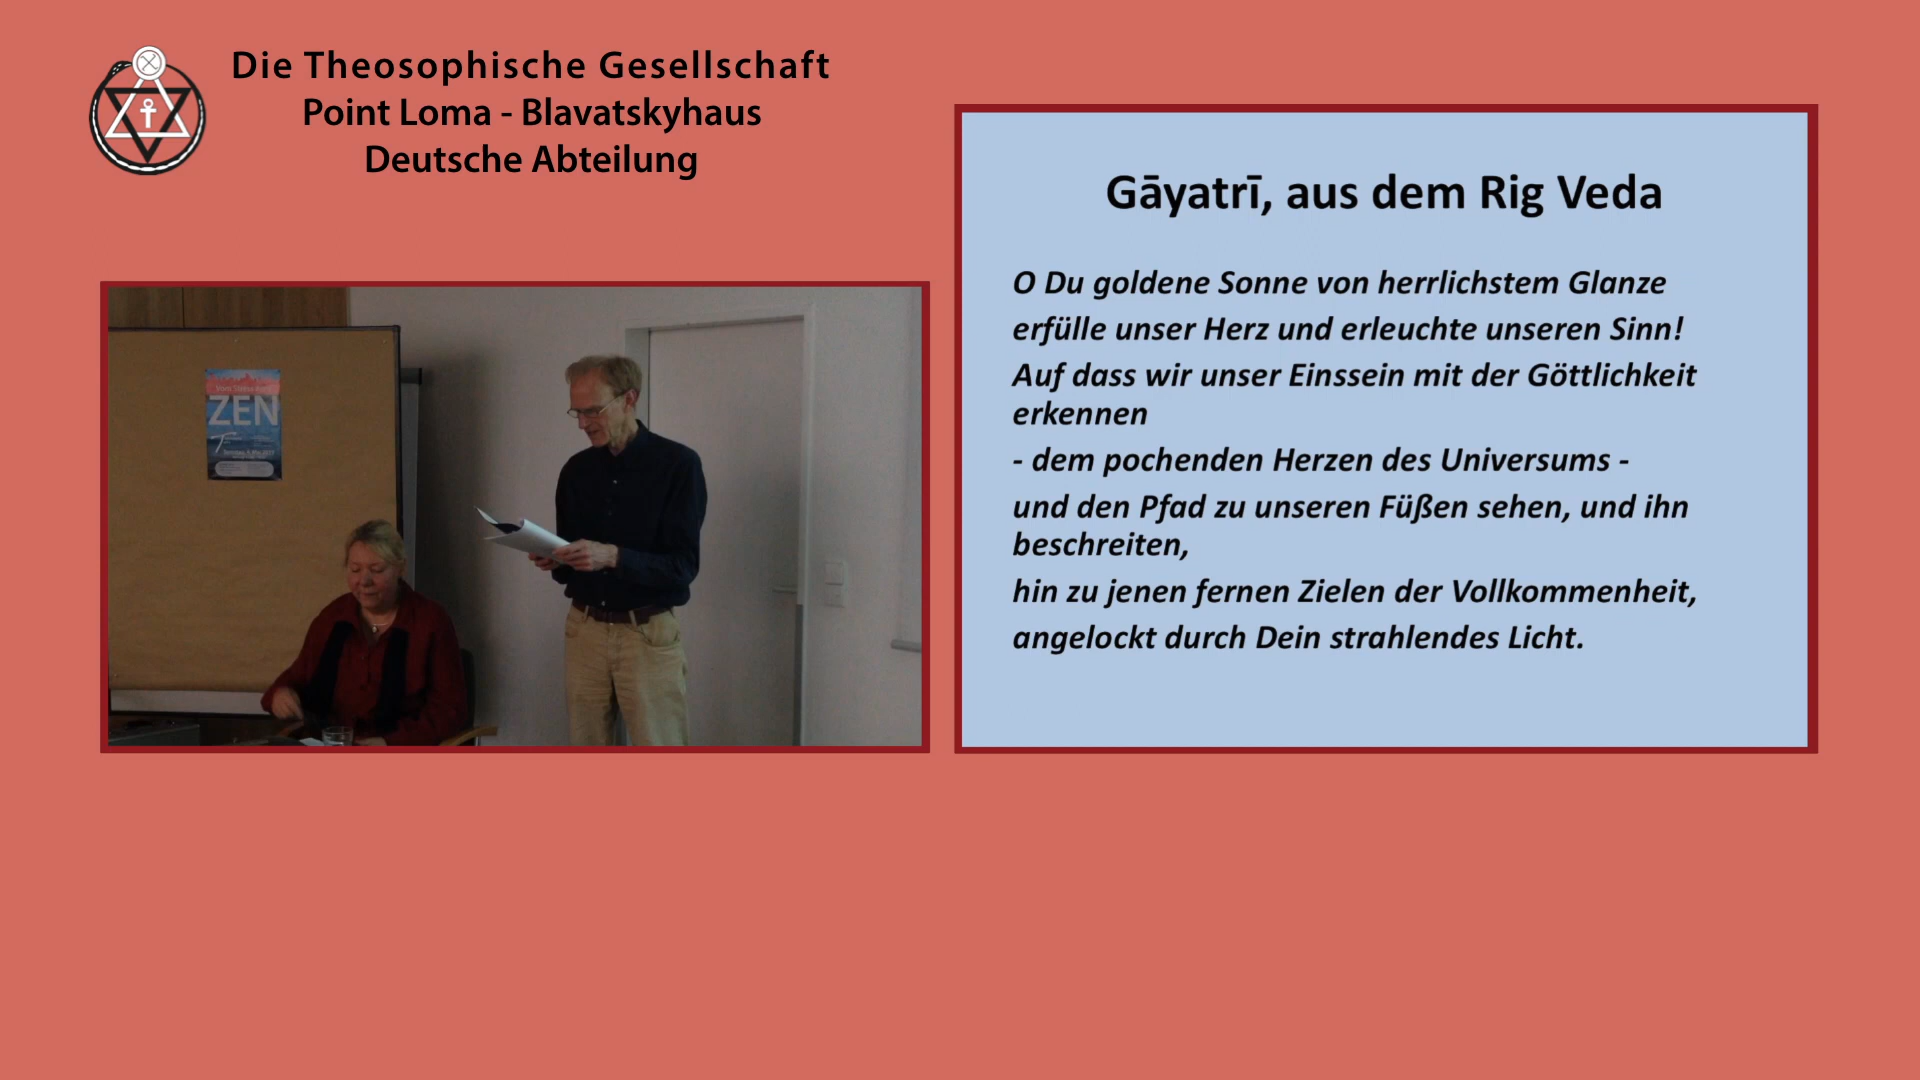 Die Theosophische Gesellschaft
Point Loma - Blavatskyhaus
Deutsche Abteilung
Gāyatrī, aus dem Rig Veda
O Du goldene Sonne von herrlichstem Glanze
erfülle unser Herz und erleuchte unseren Sinn!
Auf dass wir unser Einssein mit der Göttlichkeit
erkennen
- dem pochenden Herzen des Universums -
und den Pfad zu unseren Füßen sehen, und ihn
beschreiten,
hin zu jenen fernen Zielen der Vollkommenheit,
angelockt durch Dein strahlendes Licht.
ZEN